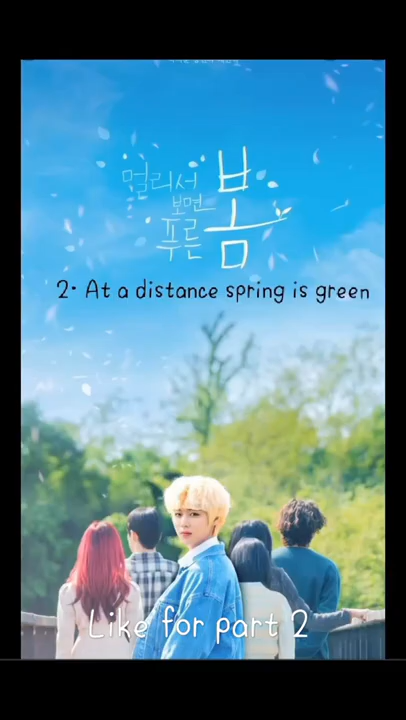 멀리서
보면
푸른
봄
2• At a distance spring is green
Like for part 2